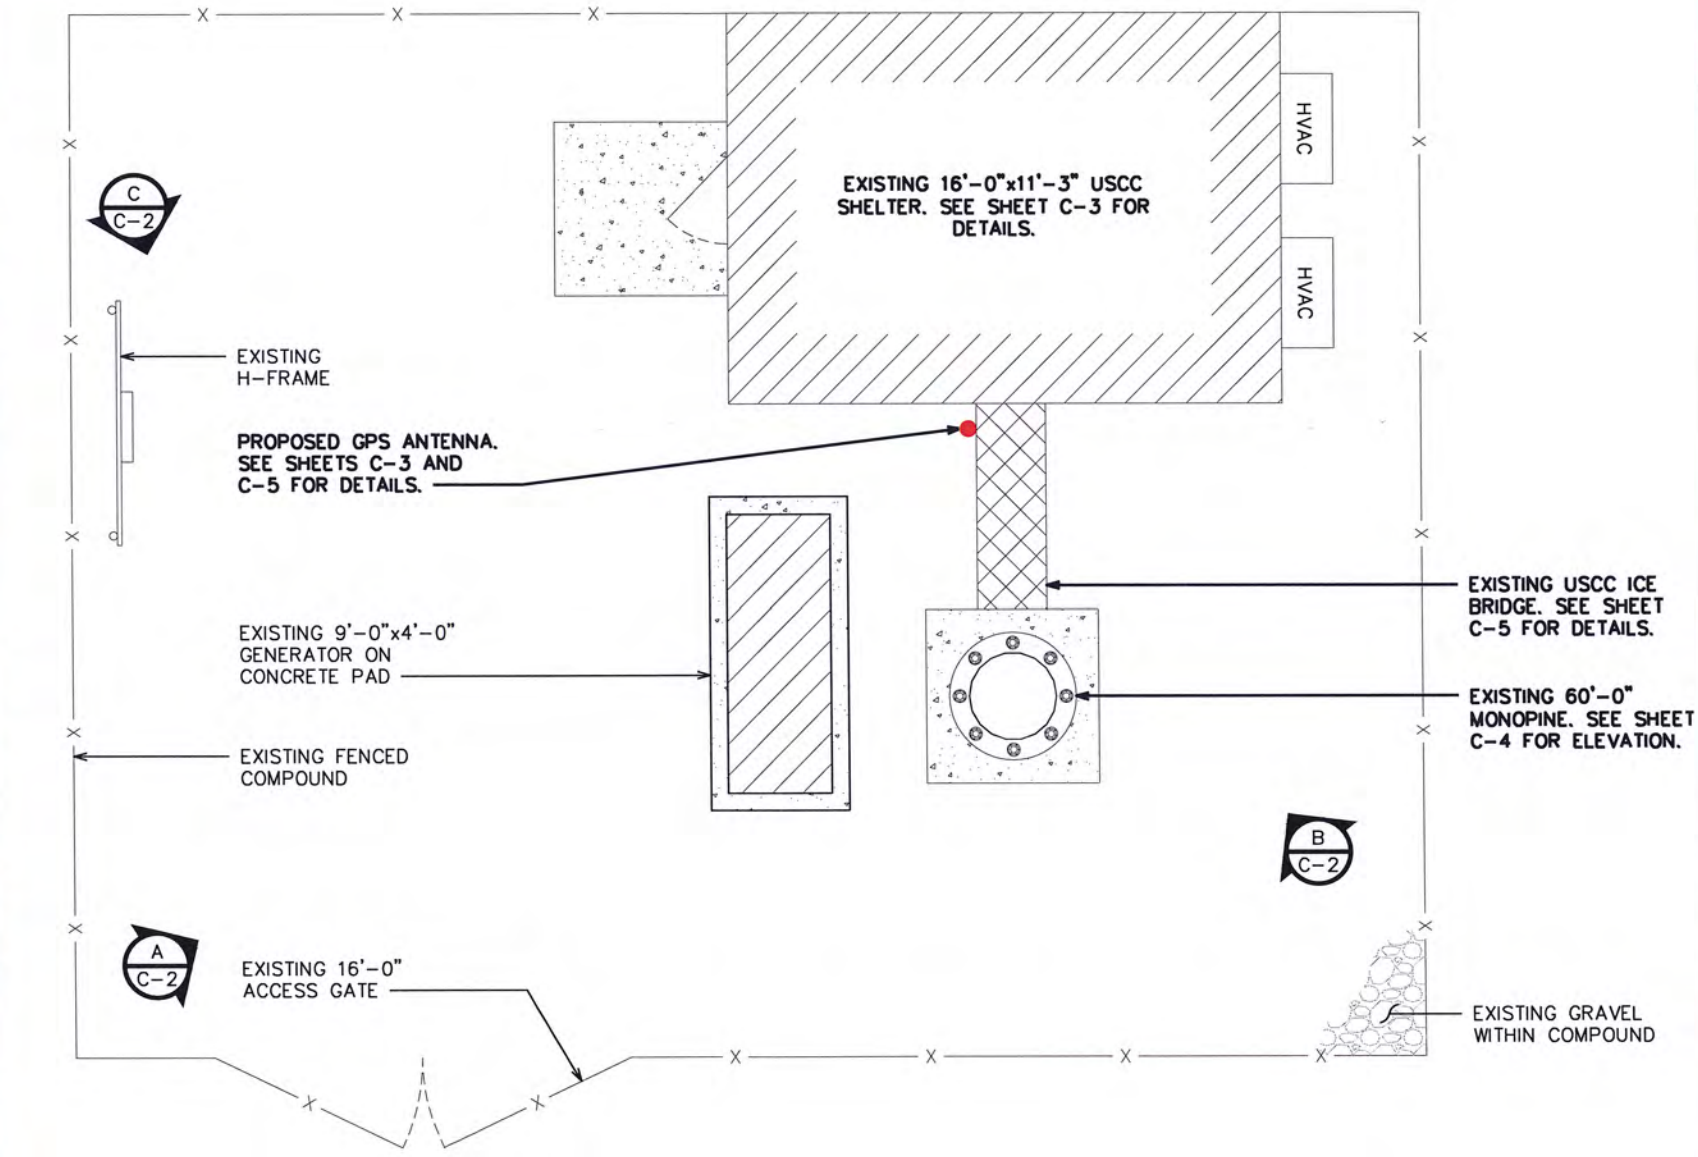 HVAC
EXISTING 16'-0"x11'-3" USCC
SHELTER. SEE SHEET C-3 FOR
DETAILS.
C
C-2
HVAC
EXISTING
H-FRAME
PROPOSED GPS ANTENNA.
SEE SHEETS C-3 AND
C-5 FOR DETAILS.
EXISTING USCC ICE
BRIDGE. SEE SHEET
C-5 FOR DETAILS.
EXISTING 9'-0"x4'-0"
GENERATOR ON
CONCRETE PAD
EXISTING 60'-0"
MONOPINE. SEE SHEET
C-4 FOR ELEVATION.
EXISTING FENCED
COMPOUND
B
C-2
A
C-2
EXISTING 16'-0"
ACCESS GATE
EXISTING GRAVEL
WITHIN COMPOUND